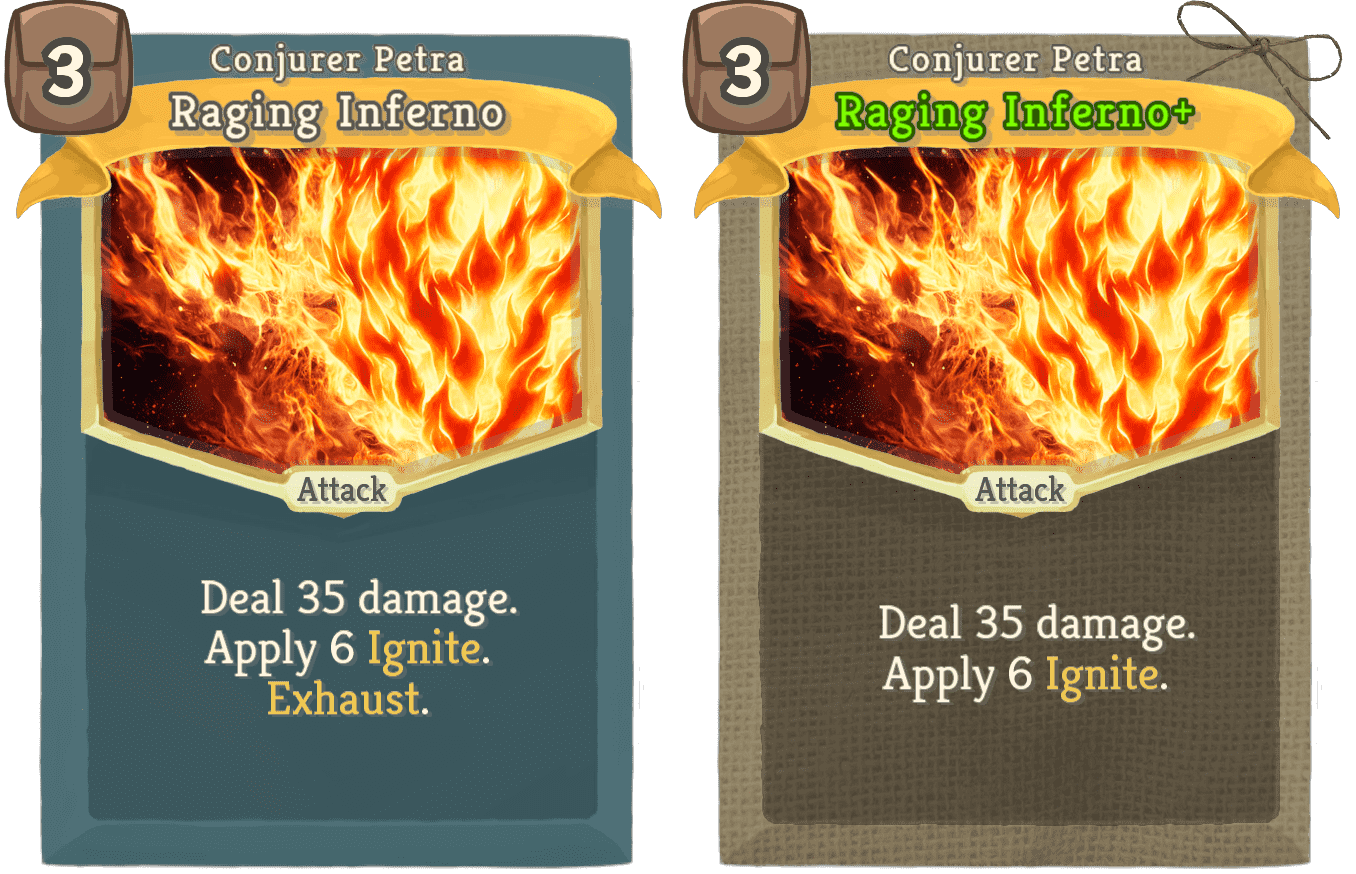 3
Conjurer Petra
Raging Inferno
Attack
Deal 35 damage.
Apply 6 Ignite.
Exhaust.
3
Conjurer Petra
Raging Inferno+
Attack
Deal 35 damage.
Apply 6 Ignite.